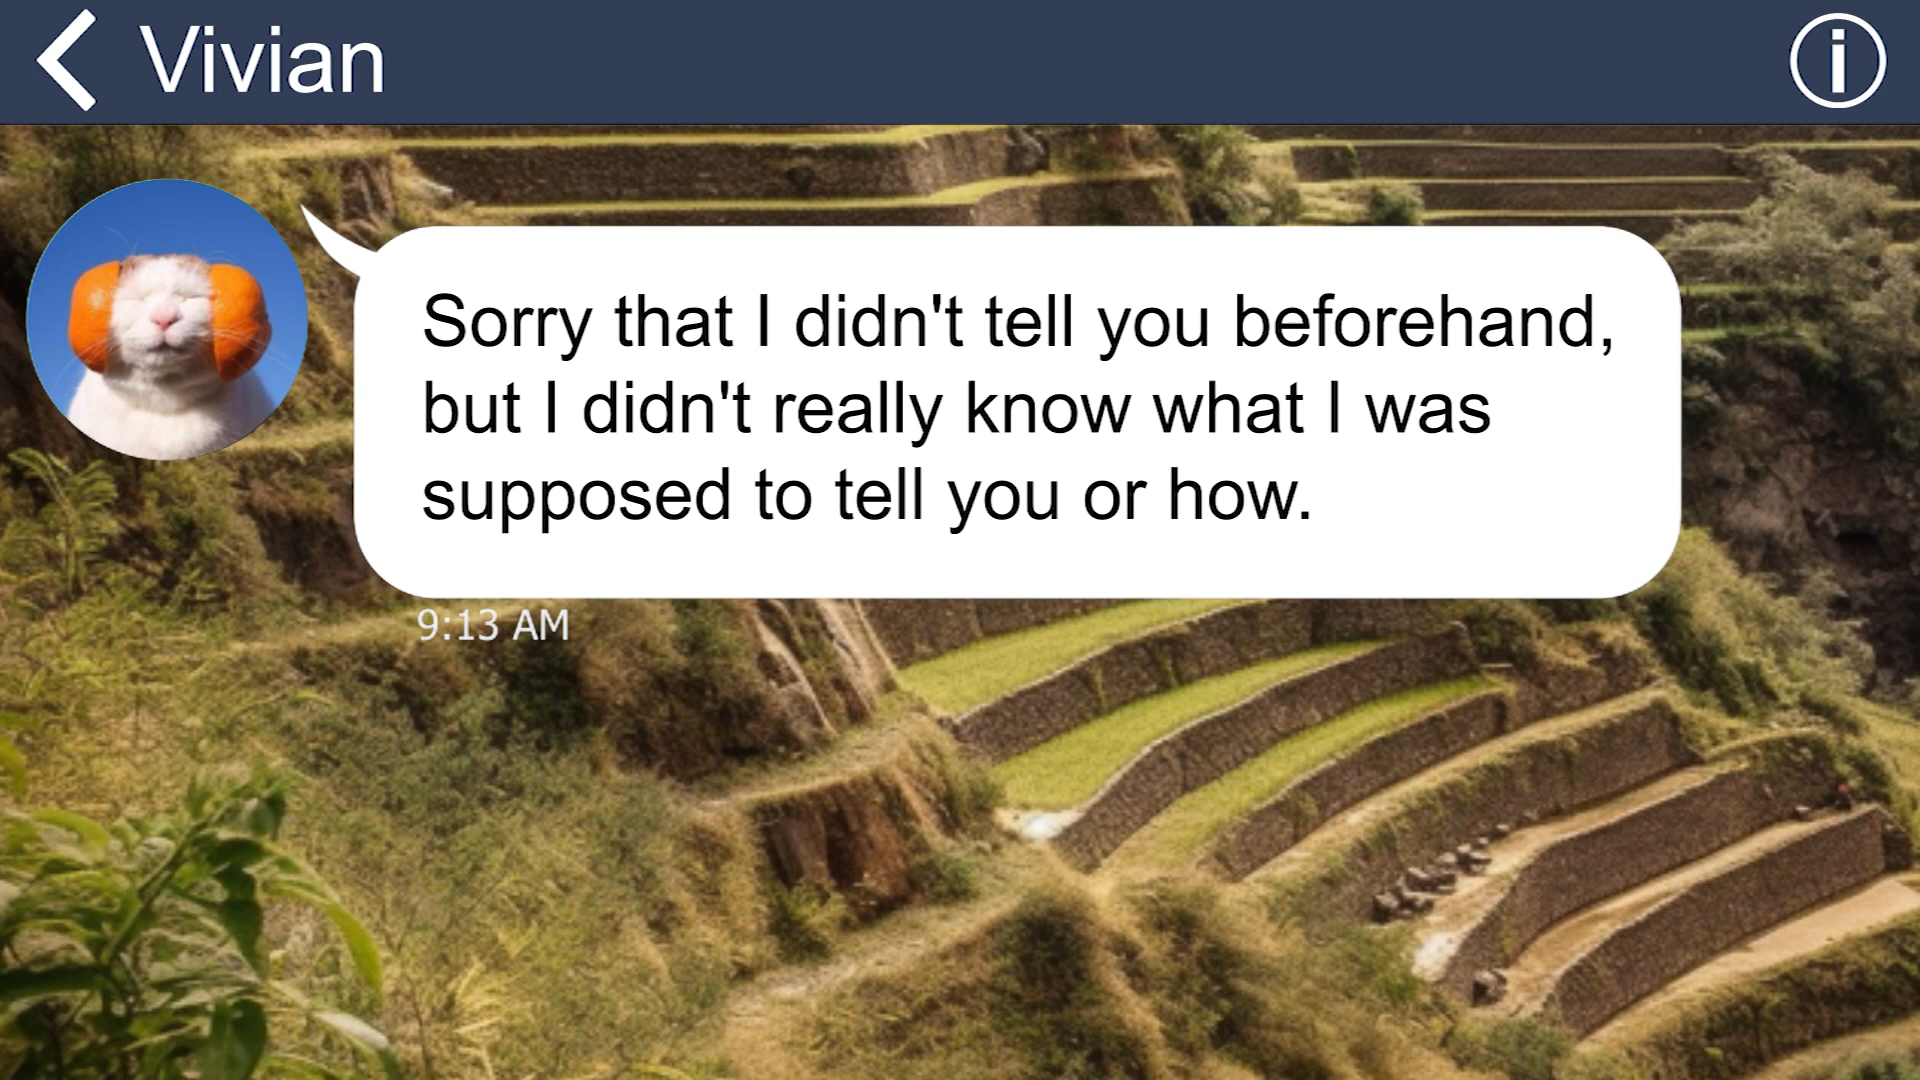 Vivian
Sorry that I didn't tell you beforehand,
but I didn't really know what I was
supposed to tell you or how.
9:13 AM